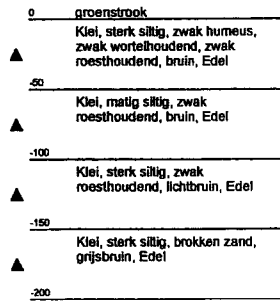 0 groenstrook
Klei, sterk siltig, zwak humeus,
zwak wortelhoudend, zwak
roesthoudend, bruin, Edel
-50
Klei, matig siltig, zwak
roesthoudend, bruin, Edel
-100
Klei, sterk siltig, zwak
roesthoudend, lichtbruin, Edel
-150
Klei, sterk siltig, brokken zand,
grijsbruin, Edel
-200